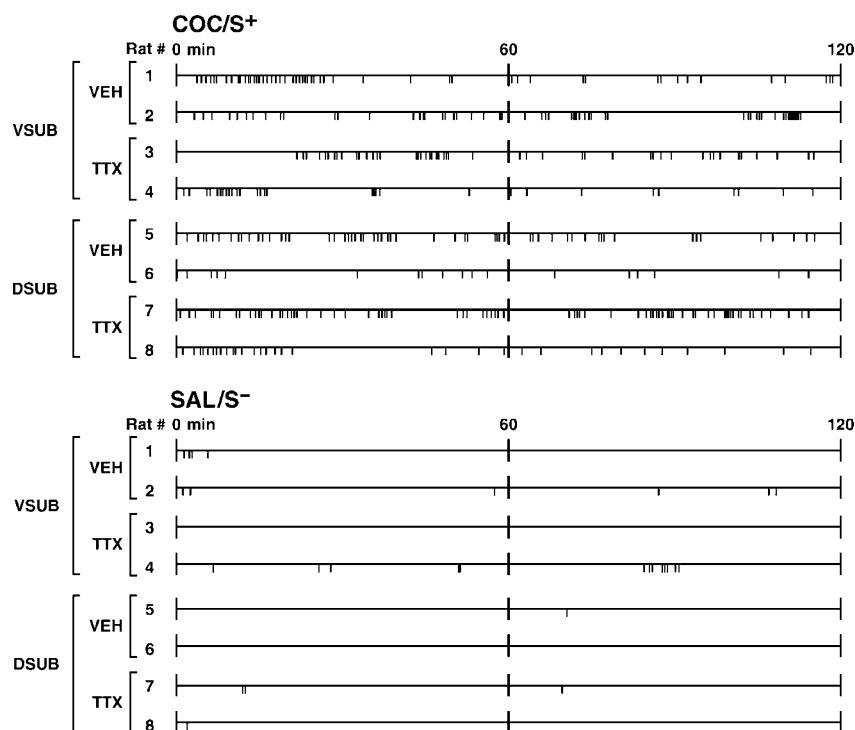 COC/S+
Rat # 0 min 60 120
VSUB
VEH
1
2
TTX
3
4
DSUB
VEH
5
6
TTX
7
8
SAL/S−
Rat # 0 min 60 120
VSUB
VEH
1
2
TTX
3
4
DSUB
VEH
5
6
TTX
7
8